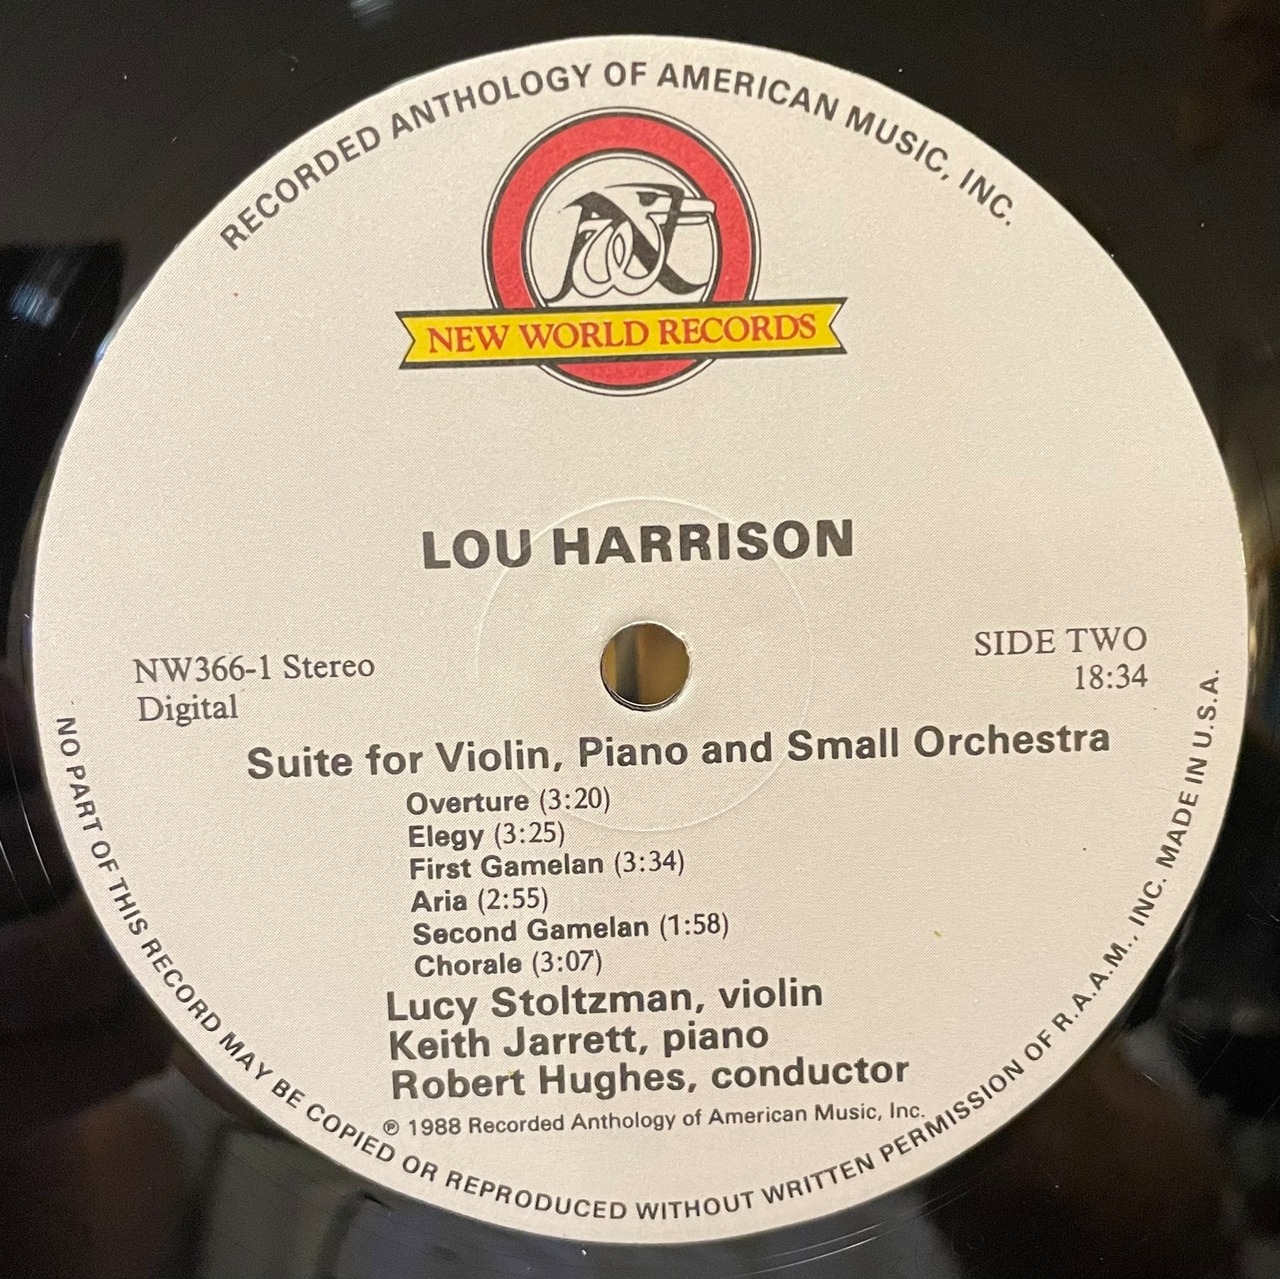 RECORDED ANTHOLOGY OF AMERICAN MUSIC, INC.
NEW WORLD RECORDS
LOU HARRISON
NW366-1 Stereo
Digital
SIDE TWO
18:34
Suite for Violin, Piano and Small Orchestra
Overture (3:20)
Elegy (3:25)
First Gamelan (3:34)
Aria (2:55)
Second Gamelan (1:58)
Chorale (3:07)
Lucy Stoltzman, violin
Keith Jarrett, piano
Robert Hughes, conductor
℗ 1988 Recorded Anthology of American Music, Inc.
NO PART OF THIS RECORD MAY BE COPIED OR REPRODUCED WITHOUT WRITTEN PERMISSION OF R.A.A.M., INC. MADE IN U.S.A.